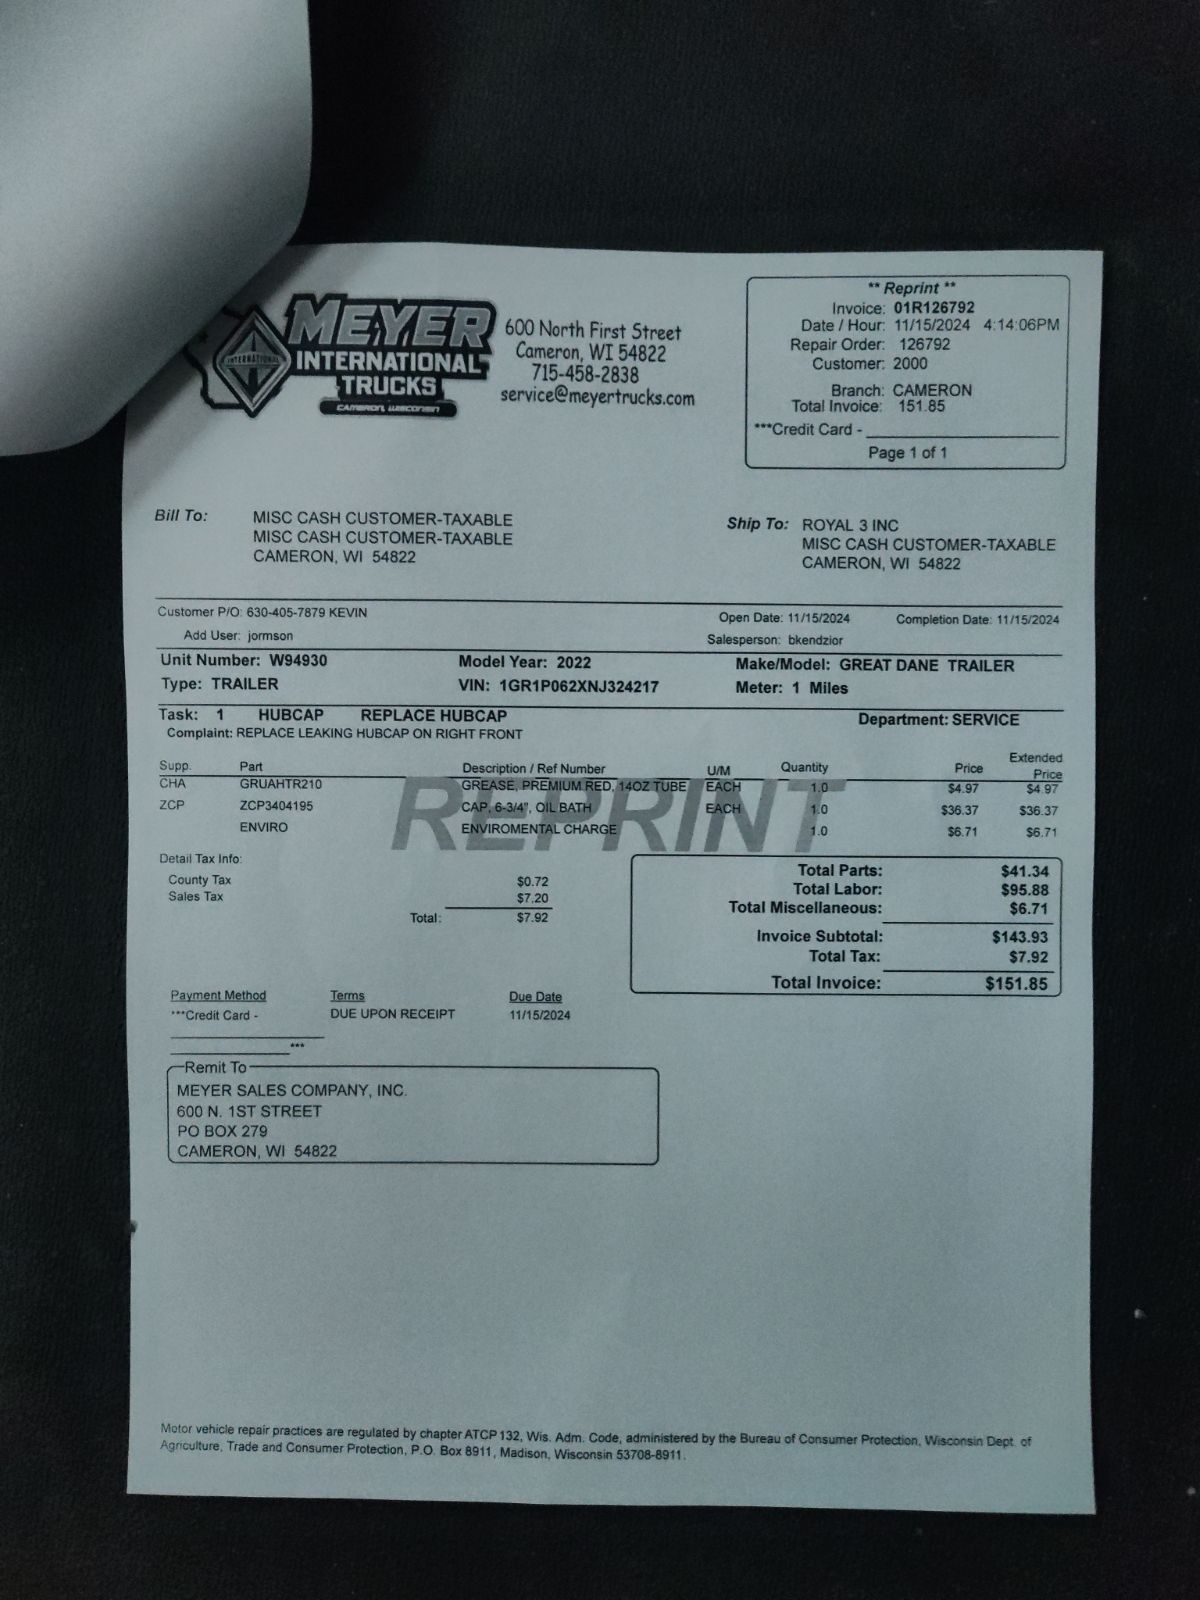 MEYER
INTERNATIONAL
INTERNATIONAL
TRUCKS
CAMERON, WISCONSIN
600 North First Street
Cameron, WI 54822
715-458-2838
service@meyertrucks.com
** Reprint **
Invoice: 01R126792
Date / Hour: 11/15/2024 4:14:06PM
Repair Order: 126792
Customer: 2000
Branch: CAMERON
Total Invoice: 151.85
***Credit Card -
Page 1 of 1
Bill To: MISC CASH CUSTOMER-TAXABLE
MISC CASH CUSTOMER-TAXABLE
CAMERON, WI 54822
Ship To: ROYAL 3 INC
MISC CASH CUSTOMER-TAXABLE
CAMERON, WI 54822
Customer P/O: 630-405-7879 KEVIN Open Date: 11/15/2024 Completion Date: 11/15/2024
Add User: jormson Salesperson: bkendzior
Unit Number: W94930 Model Year: 2022 Make/Model: GREAT DANE TRAILER
Type: TRAILER VIN: 1GR1P062XNJ324217 Meter: 1 Miles
Task: 1 HUBCAP REPLACE HUBCAP Department: SERVICE
Complaint: REPLACE LEAKING HUBCAP ON RIGHT FRONT
Supp. Part Description / Ref Number U/M Quantity Price Extended Price
CHA GRUAHTR210 GREASE, PREMIUM RED, 14OZ TUBE EACH 1.0 $4.97 $4.97
ZCP ZCP3404195 CAP, 6-3/4", OIL BATH EACH 1.0 $36.37 $36.37
ENVIRO ENVIROMENTAL CHARGE 1.0 $6.71 $6.71
REPRINT
Detail Tax Info:
County Tax $0.72
Sales Tax $7.20
Total: $7.92
Total Parts: $41.34
Total Labor: $95.88
Total Miscellaneous: $6.71
Invoice Subtotal: $143.93
Total Tax: $7.92
Total Invoice: $151.85
Payment Method Terms Due Date
***Credit Card - DUE UPON RECEIPT 11/15/2024
***
Remit To
MEYER SALES COMPANY, INC.
600 N. 1ST STREET
PO BOX 279
CAMERON, WI 54822
Motor vehicle repair practices are regulated by chapter ATCP 132, Wis. Adm. Code, administered by the Bureau of Consumer Protection, Wisconsin Dept. of
Agriculture, Trade and Consumer Protection, P.O. Box 8911, Madison, Wisconsin 53708-8911.